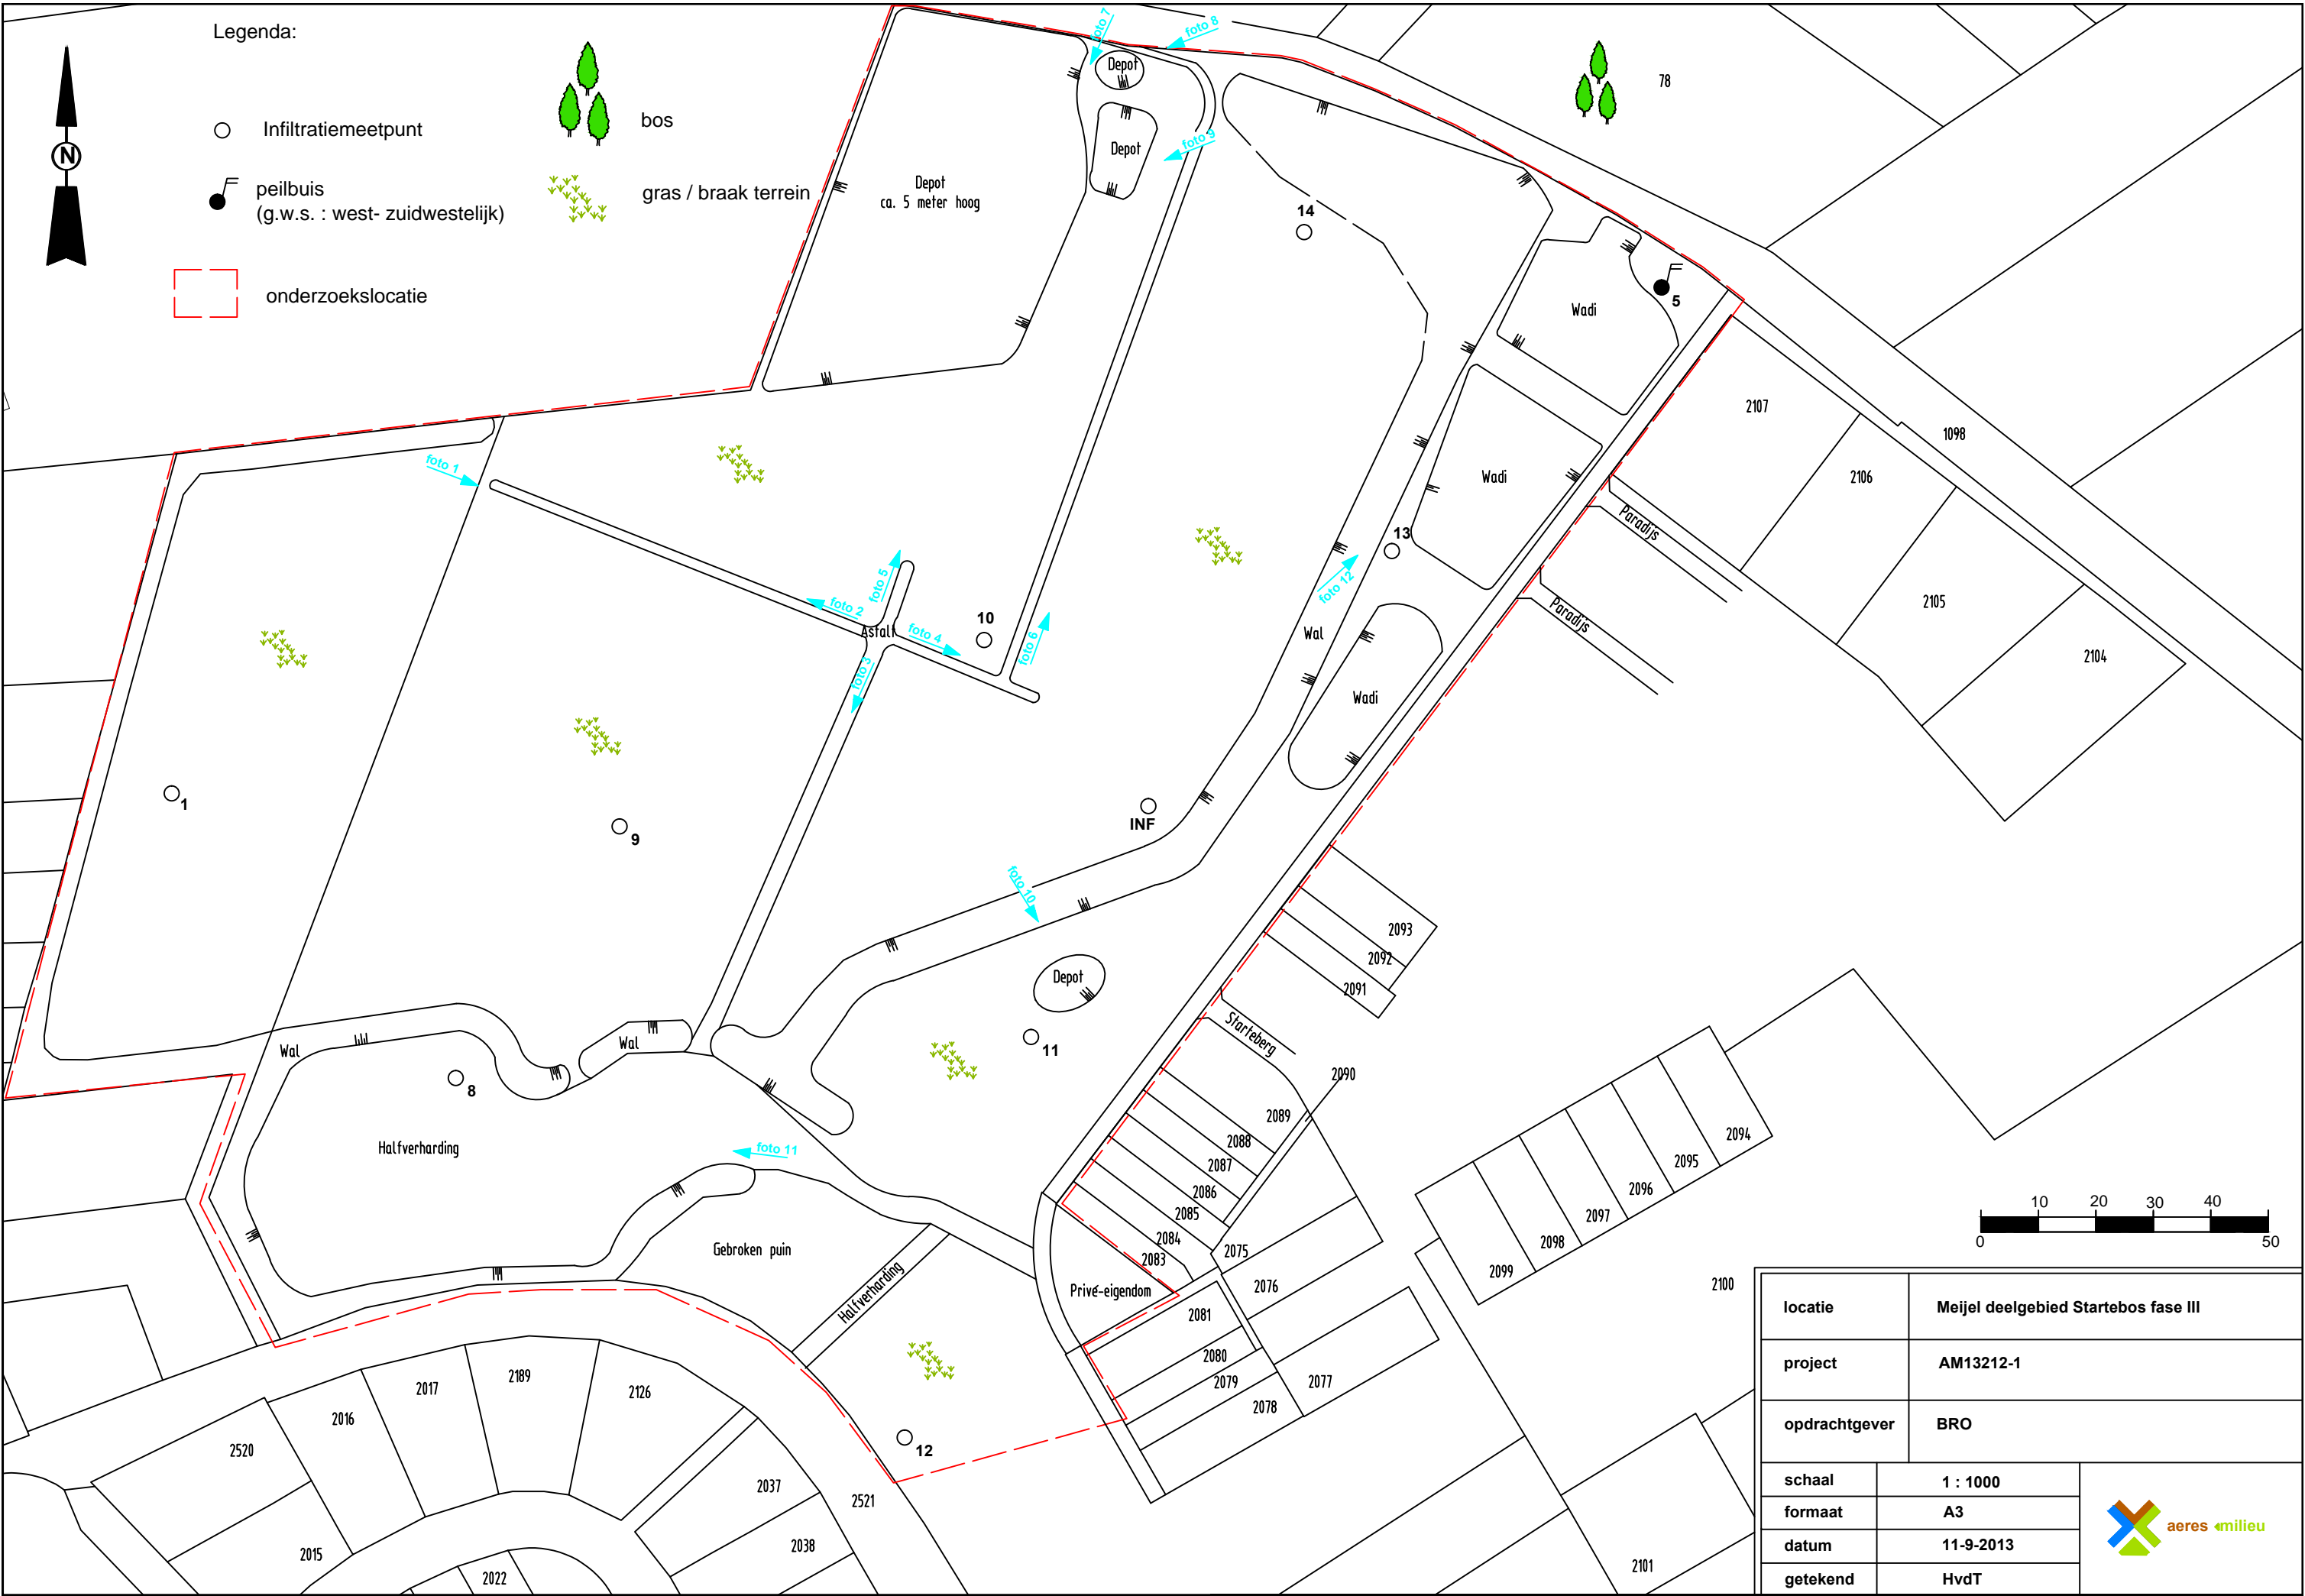 Legenda:
N
Infiltratiemeetpunt
peilbuis
(g.w.s. : west- zuidwestelijk)
onderzoekslocatie
bos
gras / braak terrein
foto 7
foto 8
Depot
Depot
foto 9
Depot
ca. 5 meter hoog
78
14
5
Wadi
Wadi
2107
1098
2106
2105
2104
Paradijs
Paradijs
foto 1
foto 2
foto 5
Asfalt
foto 4
foto 3
10
foto 6
13
foto 12
Wal
Wadi
1
9
INF
foto 10
Depot
11
2093
2092
2091
Starteberg
2090
2089
2088
2087
2086
2085
2084
2083
2075
2076
Privé-eigendom
2081
2080
2079
2078
2077
Wal
Wal
8
Halfverharding
foto 11
Gebroken puin
Halfverharding
12
2094
2095
2096
2097
2098
2099
2100
2101
2520
2016
2017
2189
2126
2015
2022
2037
2038
2521
10 20 30 40
0 50
locatie Meijel deelgebied Startebos fase III
project AM13212-1
opdrachtgever BRO
schaal 1 : 1000
formaat A3
datum 11-9-2013
getekend HvdT
aeres milieu